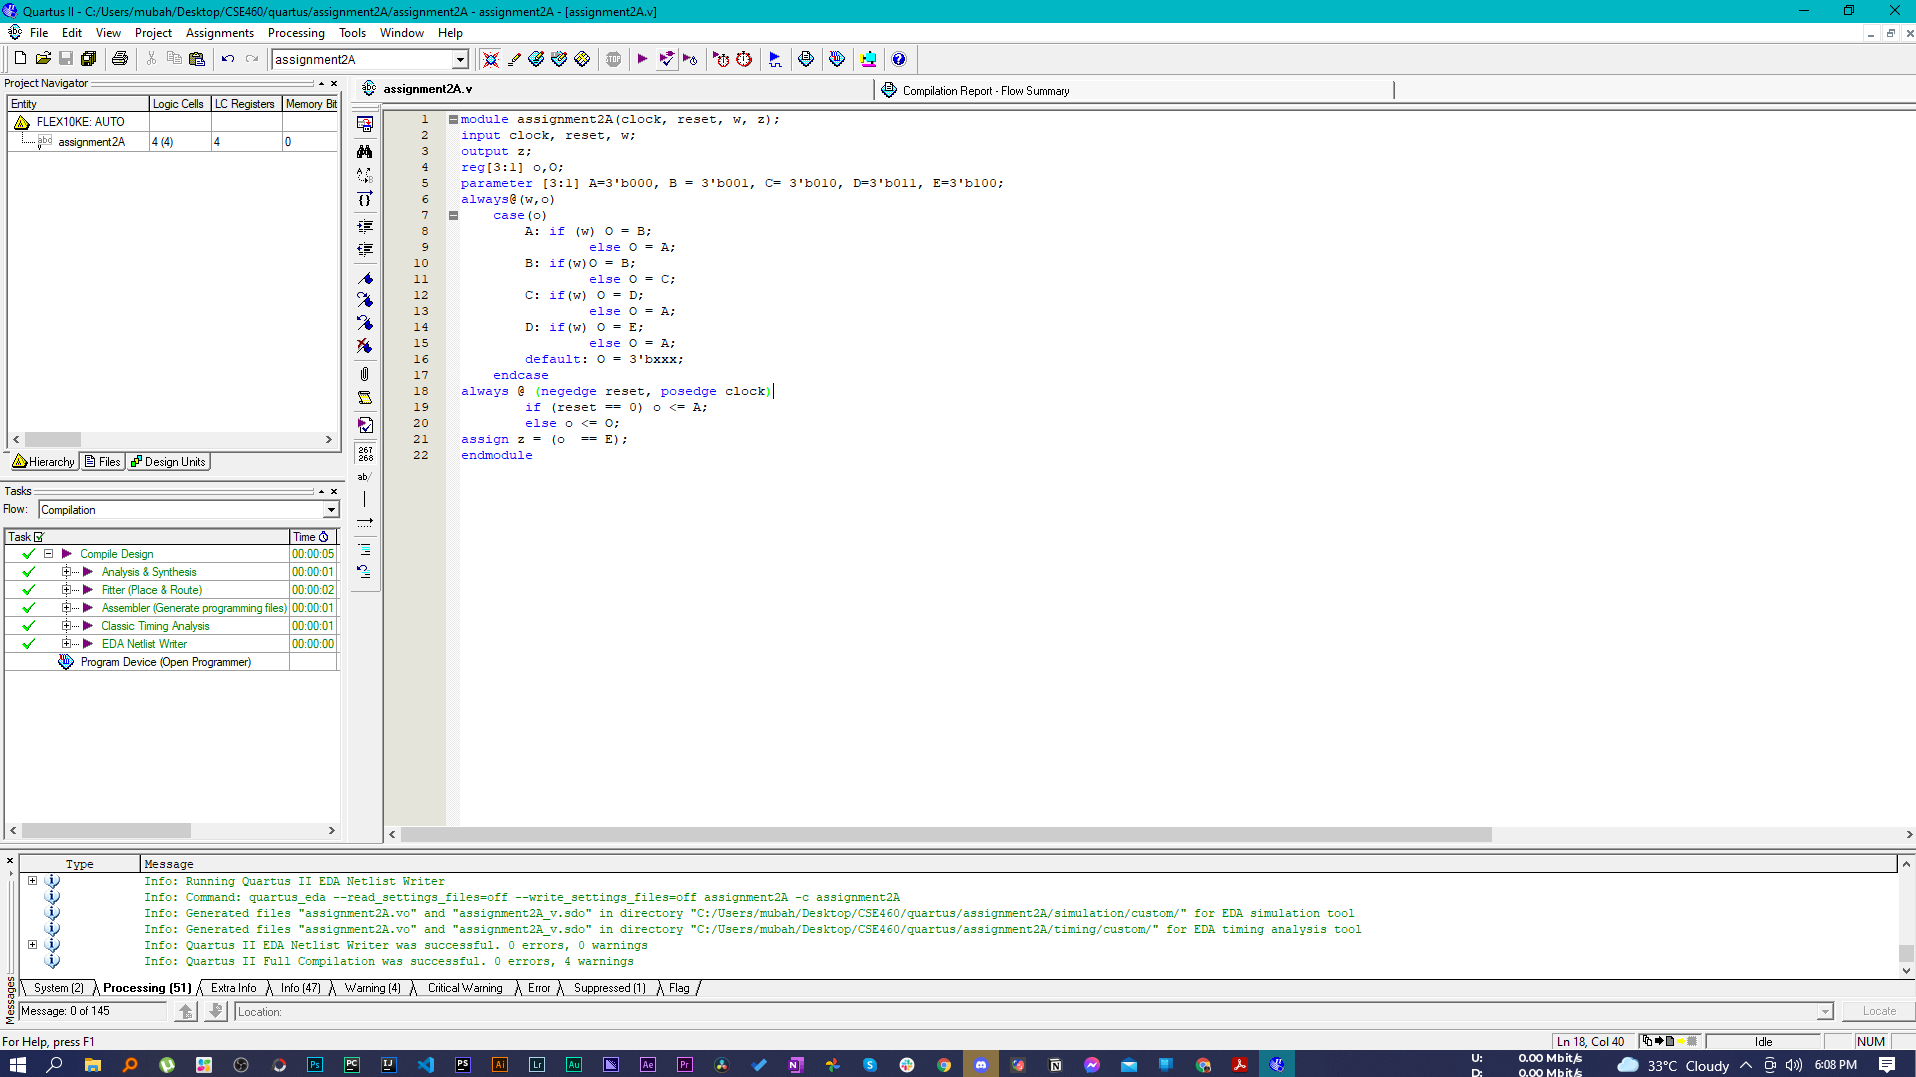 Quartus II - C:/Users/mubah/Desktop/CSE460/quartus/assignment2A/assignment2A - assignment2A - [assignment2A.v]
File Edit View Project Assignments Processing Tools Window Help
assignment2A
Project Navigator
Entity Logic Cells LC Registers Memory Bit
FLEX10KE: AUTO
assignment2A 4 (4) 4 0
Hierarchy Files Design Units
Tasks
Flow: Compilation
Task Time
Compile Design 00:00:05
Analysis & Synthesis 00:00:01
Fitter (Place & Route) 00:00:02
Assembler (Generate programming files) 00:00:01
Classic Timing Analysis 00:00:01
EDA Netlist Writer 00:00:00
Program Device (Open Programmer)
assignment2A.v
Compilation Report - Flow Summary
1 module assignment2A(clock, reset, w, z);
2 input clock, reset, w;
3 output z;
4 reg[3:1] o,O;
5 parameter [3:1] A=3'b000, B = 3'b001, C= 3'b010, D=3'b011, E=3'b100;
6 always@(w,o)
7 case(o)
8 A: if (w) O = B;
9 else O = A;
10 B: if(w)O = B;
11 else O = C;
12 C: if(w) O = D;
13 else O = A;
14 D: if(w) O = E;
15 else O = A;
16 default: O = 3'bxxx;
17 endcase
18 always @ (negedge reset, posedge clock)
19 if (reset == 0) o <= A;
20 else o <= O;
21 assign z = (o  == E);
22 endmodule
267
268
ab/
Type Message
Info: Running Quartus II EDA Netlist Writer
Info: Command: quartus_eda --read_settings_files=off --write_settings_files=off assignment2A -c assignment2A
Info: Generated files "assignment2A.vo" and "assignment2A_v.sdo" in directory "C:/Users/mubah/Desktop/CSE460/quartus/assignment2A/simulation/custom/" for EDA simulation tool
Info: Generated files "assignment2A.vo" and "assignment2A_v.sdo" in directory "C:/Users/mubah/Desktop/CSE460/quartus/assignment2A/timing/custom/" for EDA timing analysis tool
Info: Quartus II EDA Netlist Writer was successful. 0 errors, 0 warnings
Info: Quartus II Full Compilation was successful. 0 errors, 4 warnings
Messages
System (2) Processing (51) Extra Info Info (47) Warning (4) Critical Warning Error Suppressed (1) Flag
Message: 0 of 145 Location: Locate
For Help, press F1 Ln 18, Col 40 Idle NUM
U: 0.00 Mbit/s
D: 0.00 Mbit/s
33°C Cloudy 6:08 PM